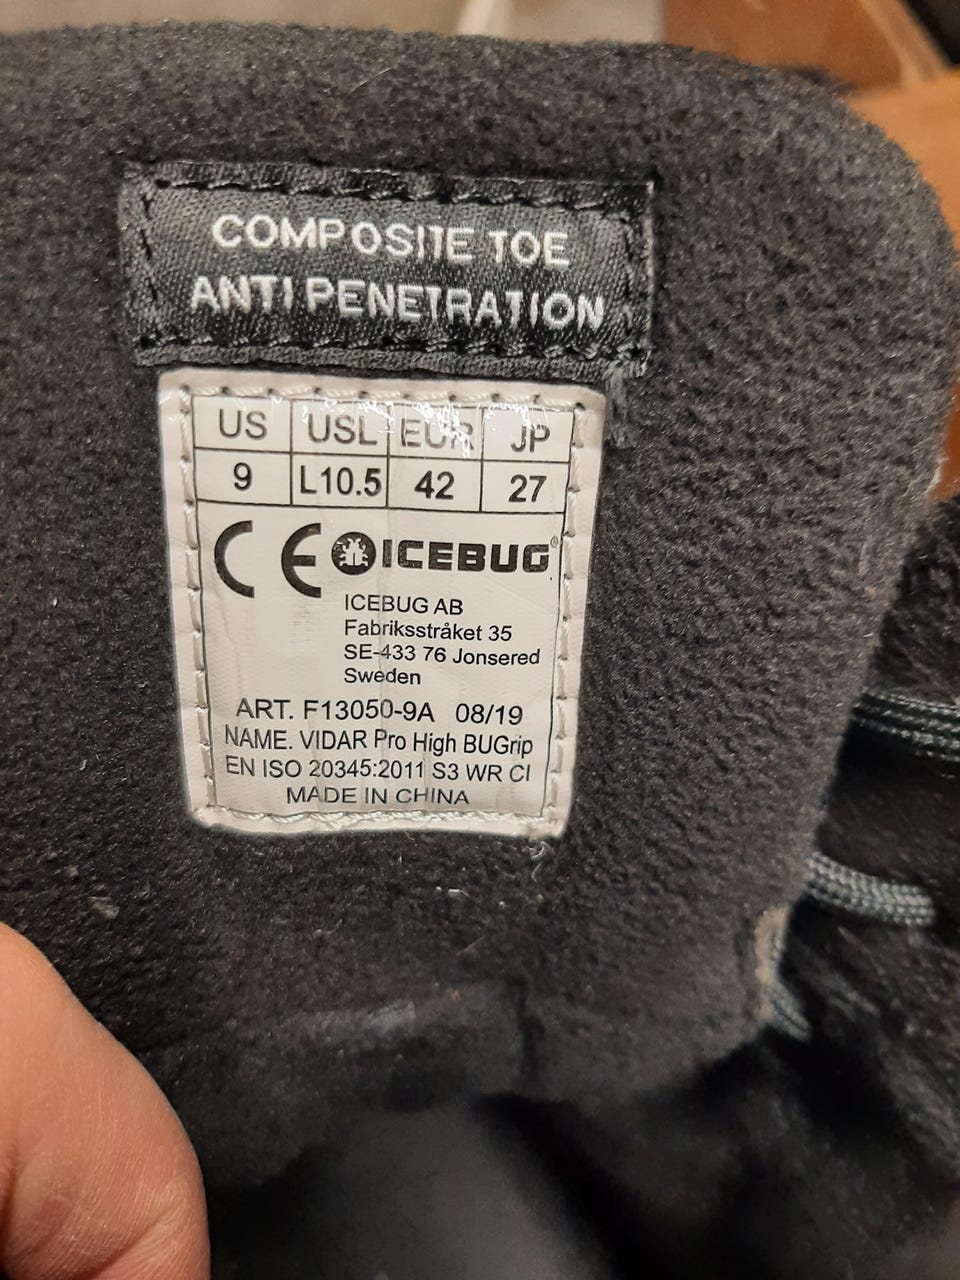 COMPOSITE TOE
ANTI PENETRATION
US USL EUR JP
9 L10.5 42 27
CE ICEBUG®
ICEBUG AB
Fabriksstråket 35
SE-433 76 Jonsered
Sweden
ART. F13050-9A 08/19
NAME. VIDAR Pro High BUGrip
EN ISO 20345:2011 S3 WR CI
MADE IN CHINA